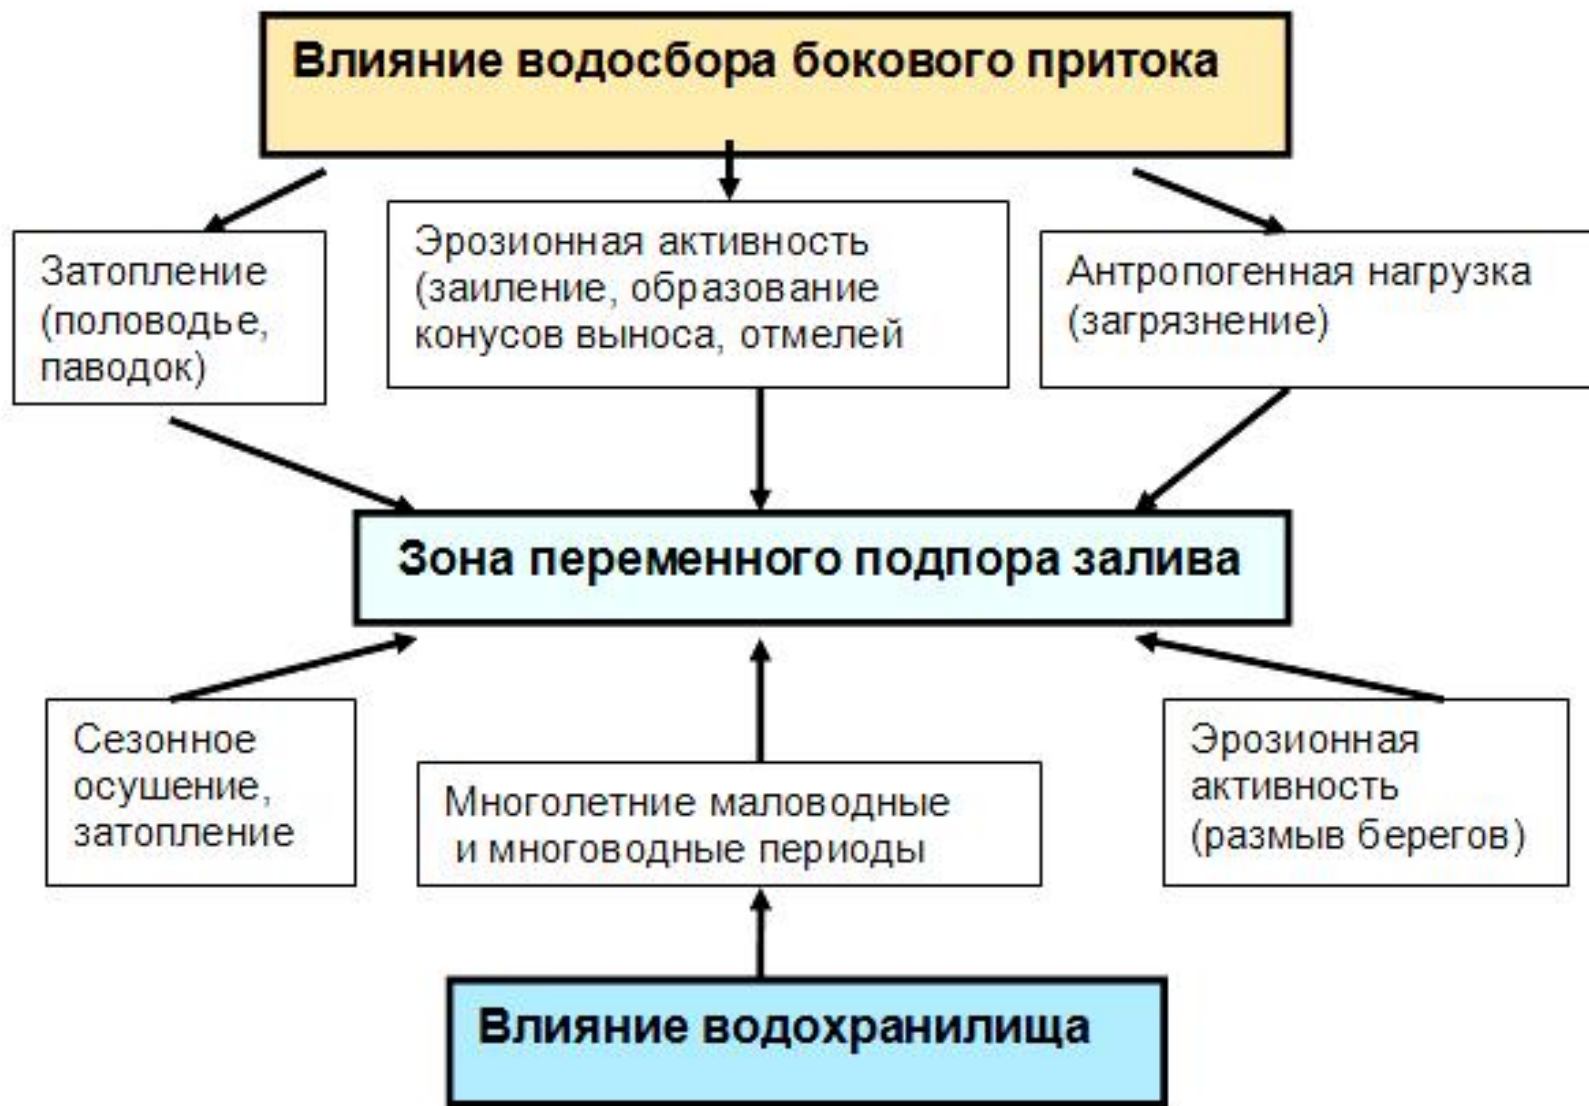 Влияние водосбора бокового притока
Затопление
(половодье,
паводок)
Эрозионная активность
(заиление, образование
конусов выноса, отмелей
Антропогенная нагрузка
(загрязнение)
Зона переменного подпора залива
Сезонное
осушение,
затопление
Многолетние маловодные
и многоводные периоды
Эрозионная
активность
(размыв берегов)
Влияние водохранилища